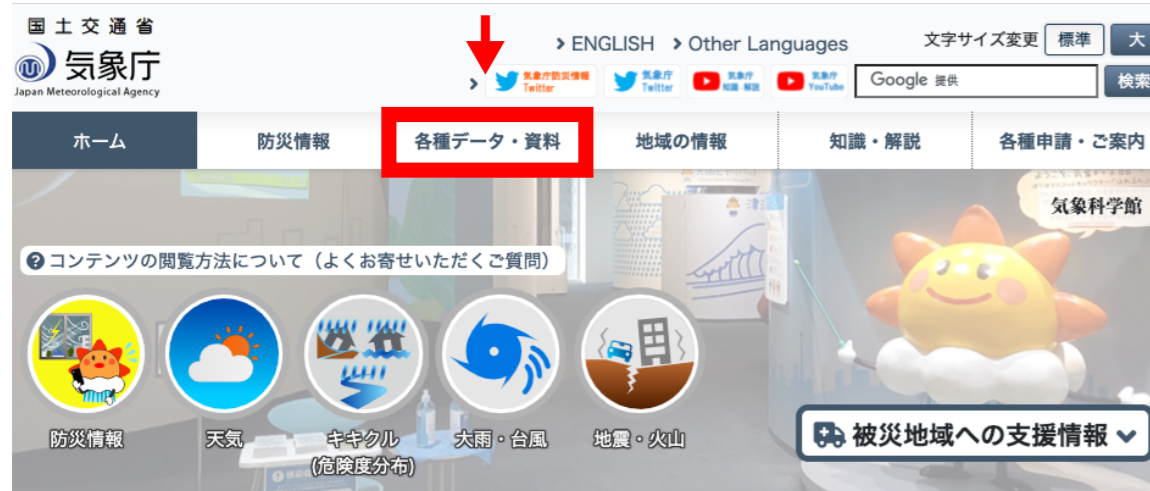 国土交通省
気象庁
Japan Meteorological Agency
ENGLISH Other Languages
文字サイズ変更 標準 大
気象庁防災情報
Twitter
気象庁
Twitter
気象庁
知識・解説
気象庁
YouTube
Google 提供
検索
ホーム 防災情報 各種データ・資料 地域の情報 知識・解説 各種申請・ご案内
気象科学館
コンテンツの閲覧方法について（よくお寄せいただくご質問）
防災情報 天気 キキクル 大雨・台風 地震・火山
(危険度分布)
被災地域への支援情報